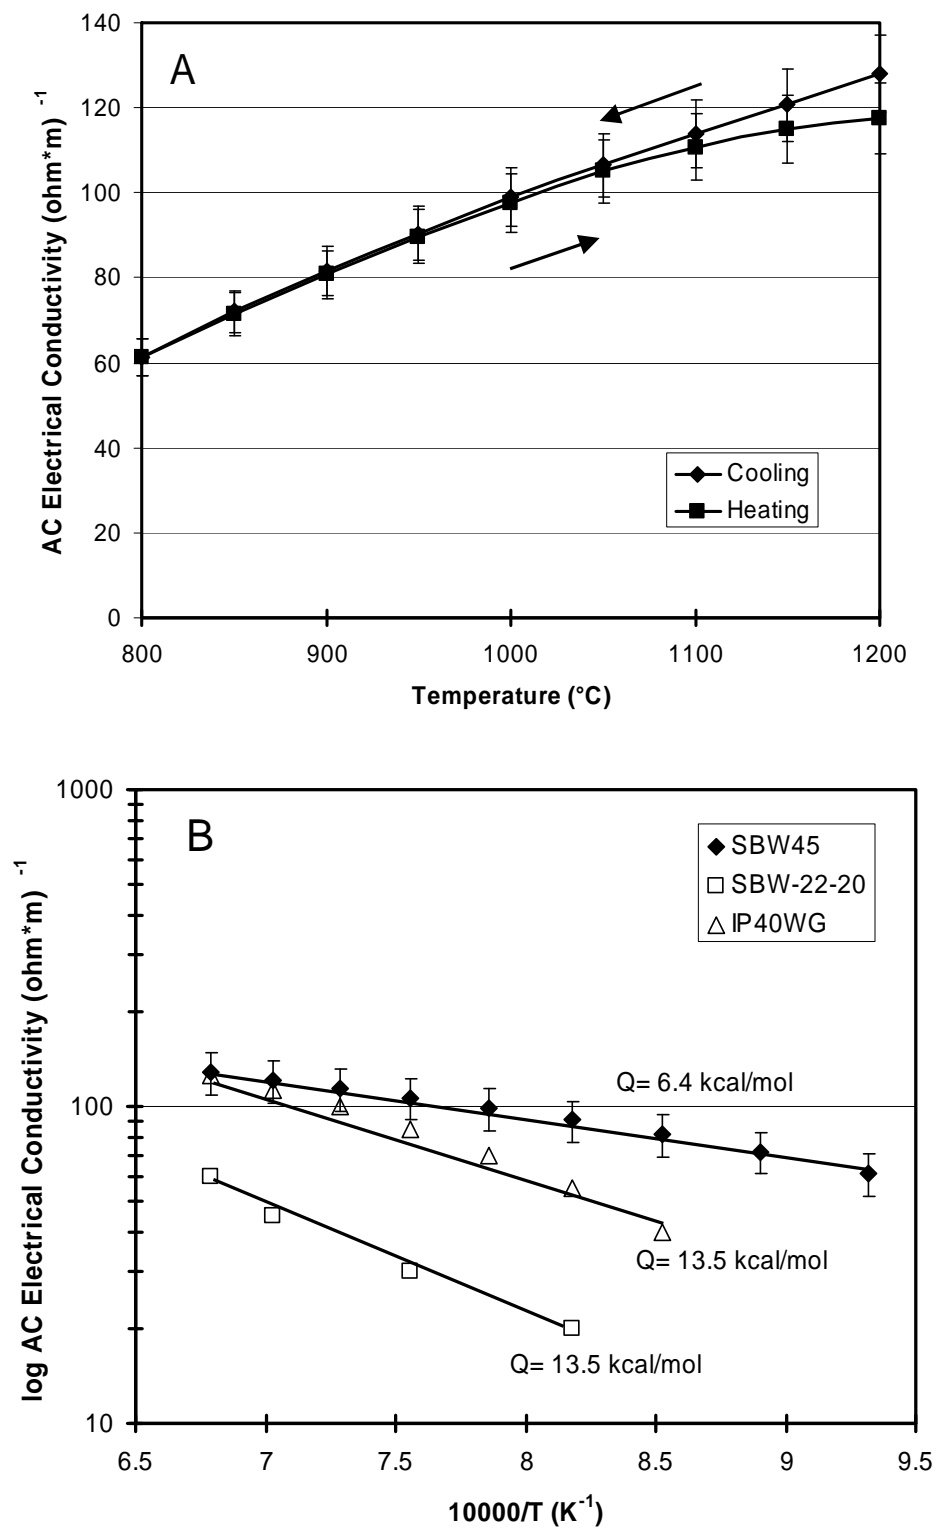 A
140
120
100
80
60
40
20
0
800
900
1000
1100
1200
AC Electrical Conductivity (ohm*m) -1
Temperature (°C)
Cooling
Heating
B
1000
100
10
6.5
7
7.5
8
8.5
9
9.5
log AC Electrical Conductivity (ohm*m) -1
10000/T (K-1)
SBW45
SBW-22-20
IP40WG
Q= 6.4 kcal/mol
Q= 13.5 kcal/mol
Q= 13.5 kcal/mol